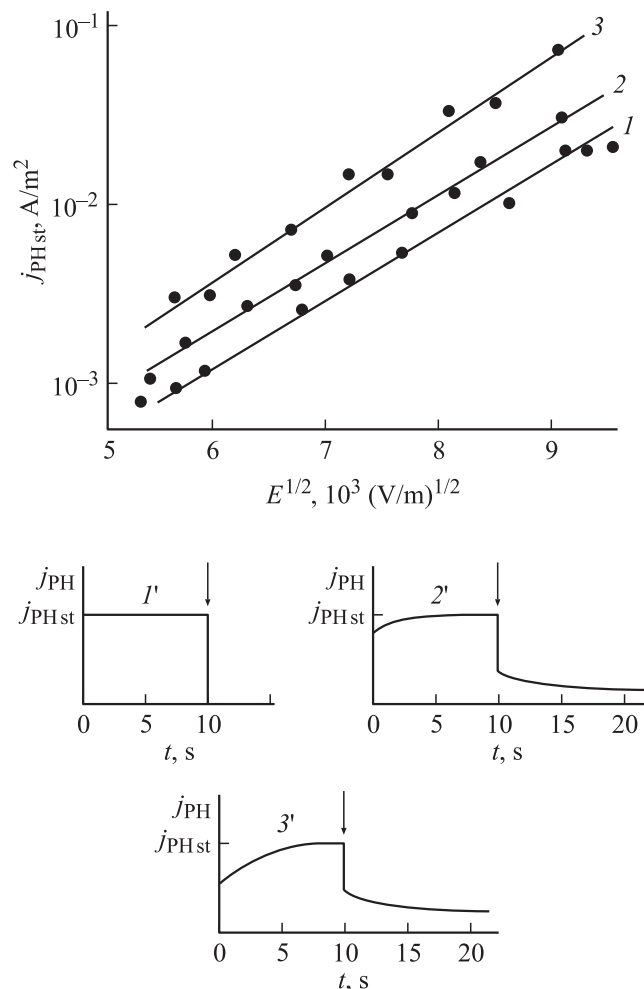 10⁻¹
10⁻²
10⁻³
j_PH st, A/m²
3
2
1
5 6 7 8 9
E^1/2, 10³ (V/m)^1/2
j_PH
j_PH st
1'
0 5 10
t, s
j_PH
j_PH st
2'
0 5 10 15 20
t, s
j_PH
j_PH st
3'
0 5 10 15 20
t, s